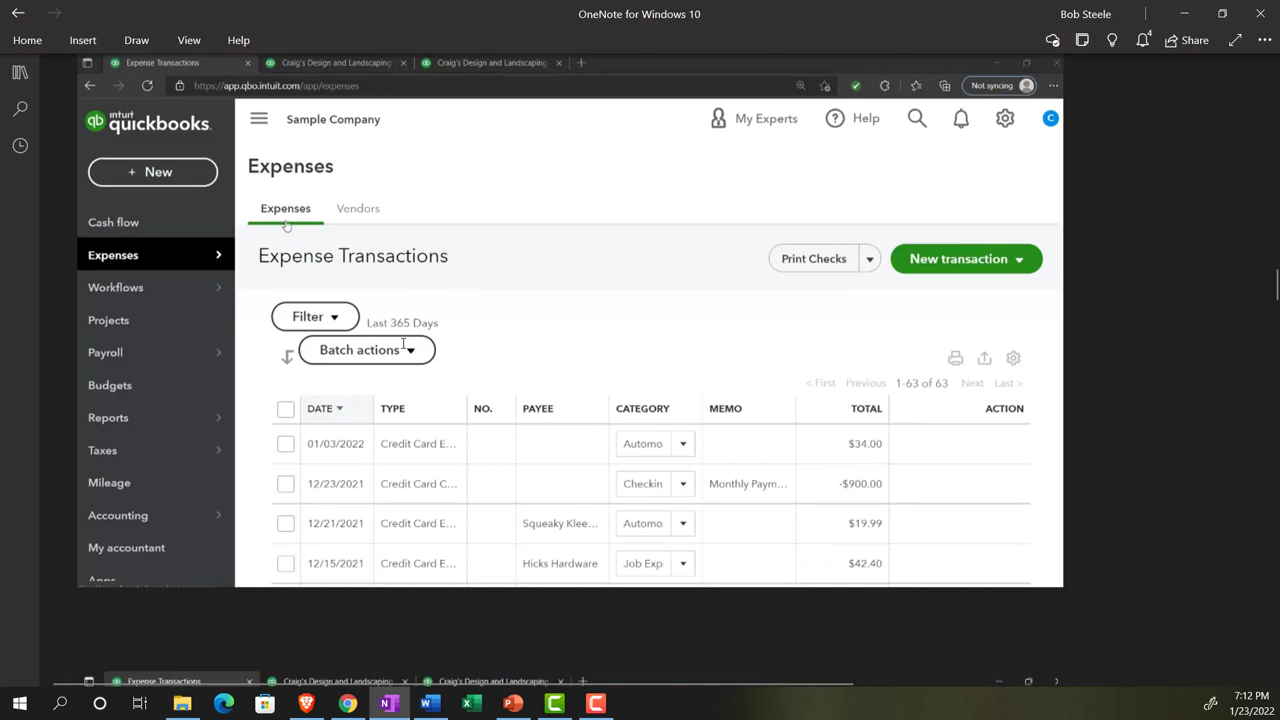 OneNote for Windows 10
Bob Steele
Home Insert Draw View Help
4 Share
Expense Transactions Craig's Design and Landscaping Craig's Design and Landscaping
https://app.qbo.intuit.com/app/expenses Not syncing
qb intuit quickbooks.
Sample Company My Experts Help C
+ New
Expenses
Expenses Vendors
Cash flow
Expenses
Workflows
Projects
Payroll
Budgets
Reports
Taxes
Mileage
Accounting
My accountant
Expense Transactions Print Checks New transaction
Filter Last 365 Days
Batch actions
< First Previous 1-63 of 63 Next Last >
DATE TYPE NO. PAYEE CATEGORY MEMO TOTAL ACTION
01/03/2022 Credit Card E... Automo $34.00
12/23/2021 Credit Card C... Checkin Monthly Paym... -$900.00
12/21/2021 Credit Card E... Squeaky Klee... Automo $19.99
12/15/2021 Credit Card E... Hicks Hardware Job Exp $42.40
Expense Transactions Craig's Design and Landscaping Craig's Design and Landscaping
7:12 PM
1/23/2022